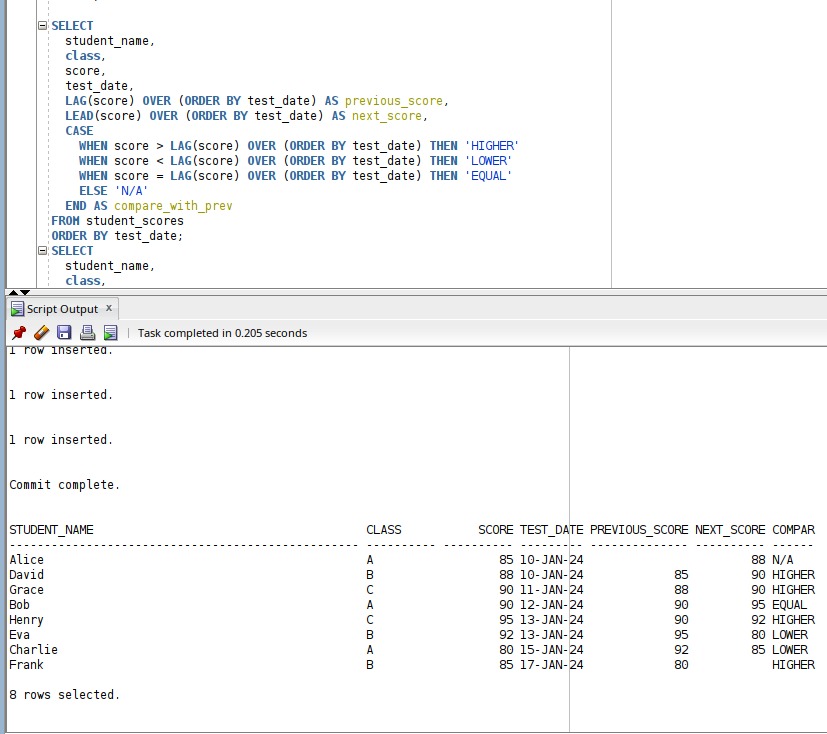 SELECT
student_name,
class,
score,
test_date,
LAG(score) OVER (ORDER BY test_date) AS previous_score,
LEAD(score) OVER (ORDER BY test_date) AS next_score,
CASE
WHEN score > LAG(score) OVER (ORDER BY test_date) THEN 'HIGHER'
WHEN score < LAG(score) OVER (ORDER BY test_date) THEN 'LOWER'
WHEN score = LAG(score) OVER (ORDER BY test_date) THEN 'EQUAL'
ELSE 'N/A'
END AS compare_with_prev
FROM student_scores
ORDER BY test_date;
SELECT
student_name,
class,
Script Output x
Task completed in 0.205 seconds
1 row inserted.
1 row inserted.
1 row inserted.
Commit complete.
STUDENT_NAME CLASS SCORE TEST_DATE PREVIOUS_SCORE NEXT_SCORE COMPAR
-------------------------------------------------- ---------- ---------- --------- -------------- ---------- ------
Alice A 85 10-JAN-24 88 N/A
David B 88 10-JAN-24 85 90 HIGHER
Grace C 90 11-JAN-24 88 90 HIGHER
Bob A 90 12-JAN-24 90 95 EQUAL
Henry C 95 13-JAN-24 90 92 HIGHER
Eva B 92 13-JAN-24 95 80 LOWER
Charlie A 80 15-JAN-24 92 85 LOWER
Frank B 85 17-JAN-24 80 HIGHER
8 rows selected.